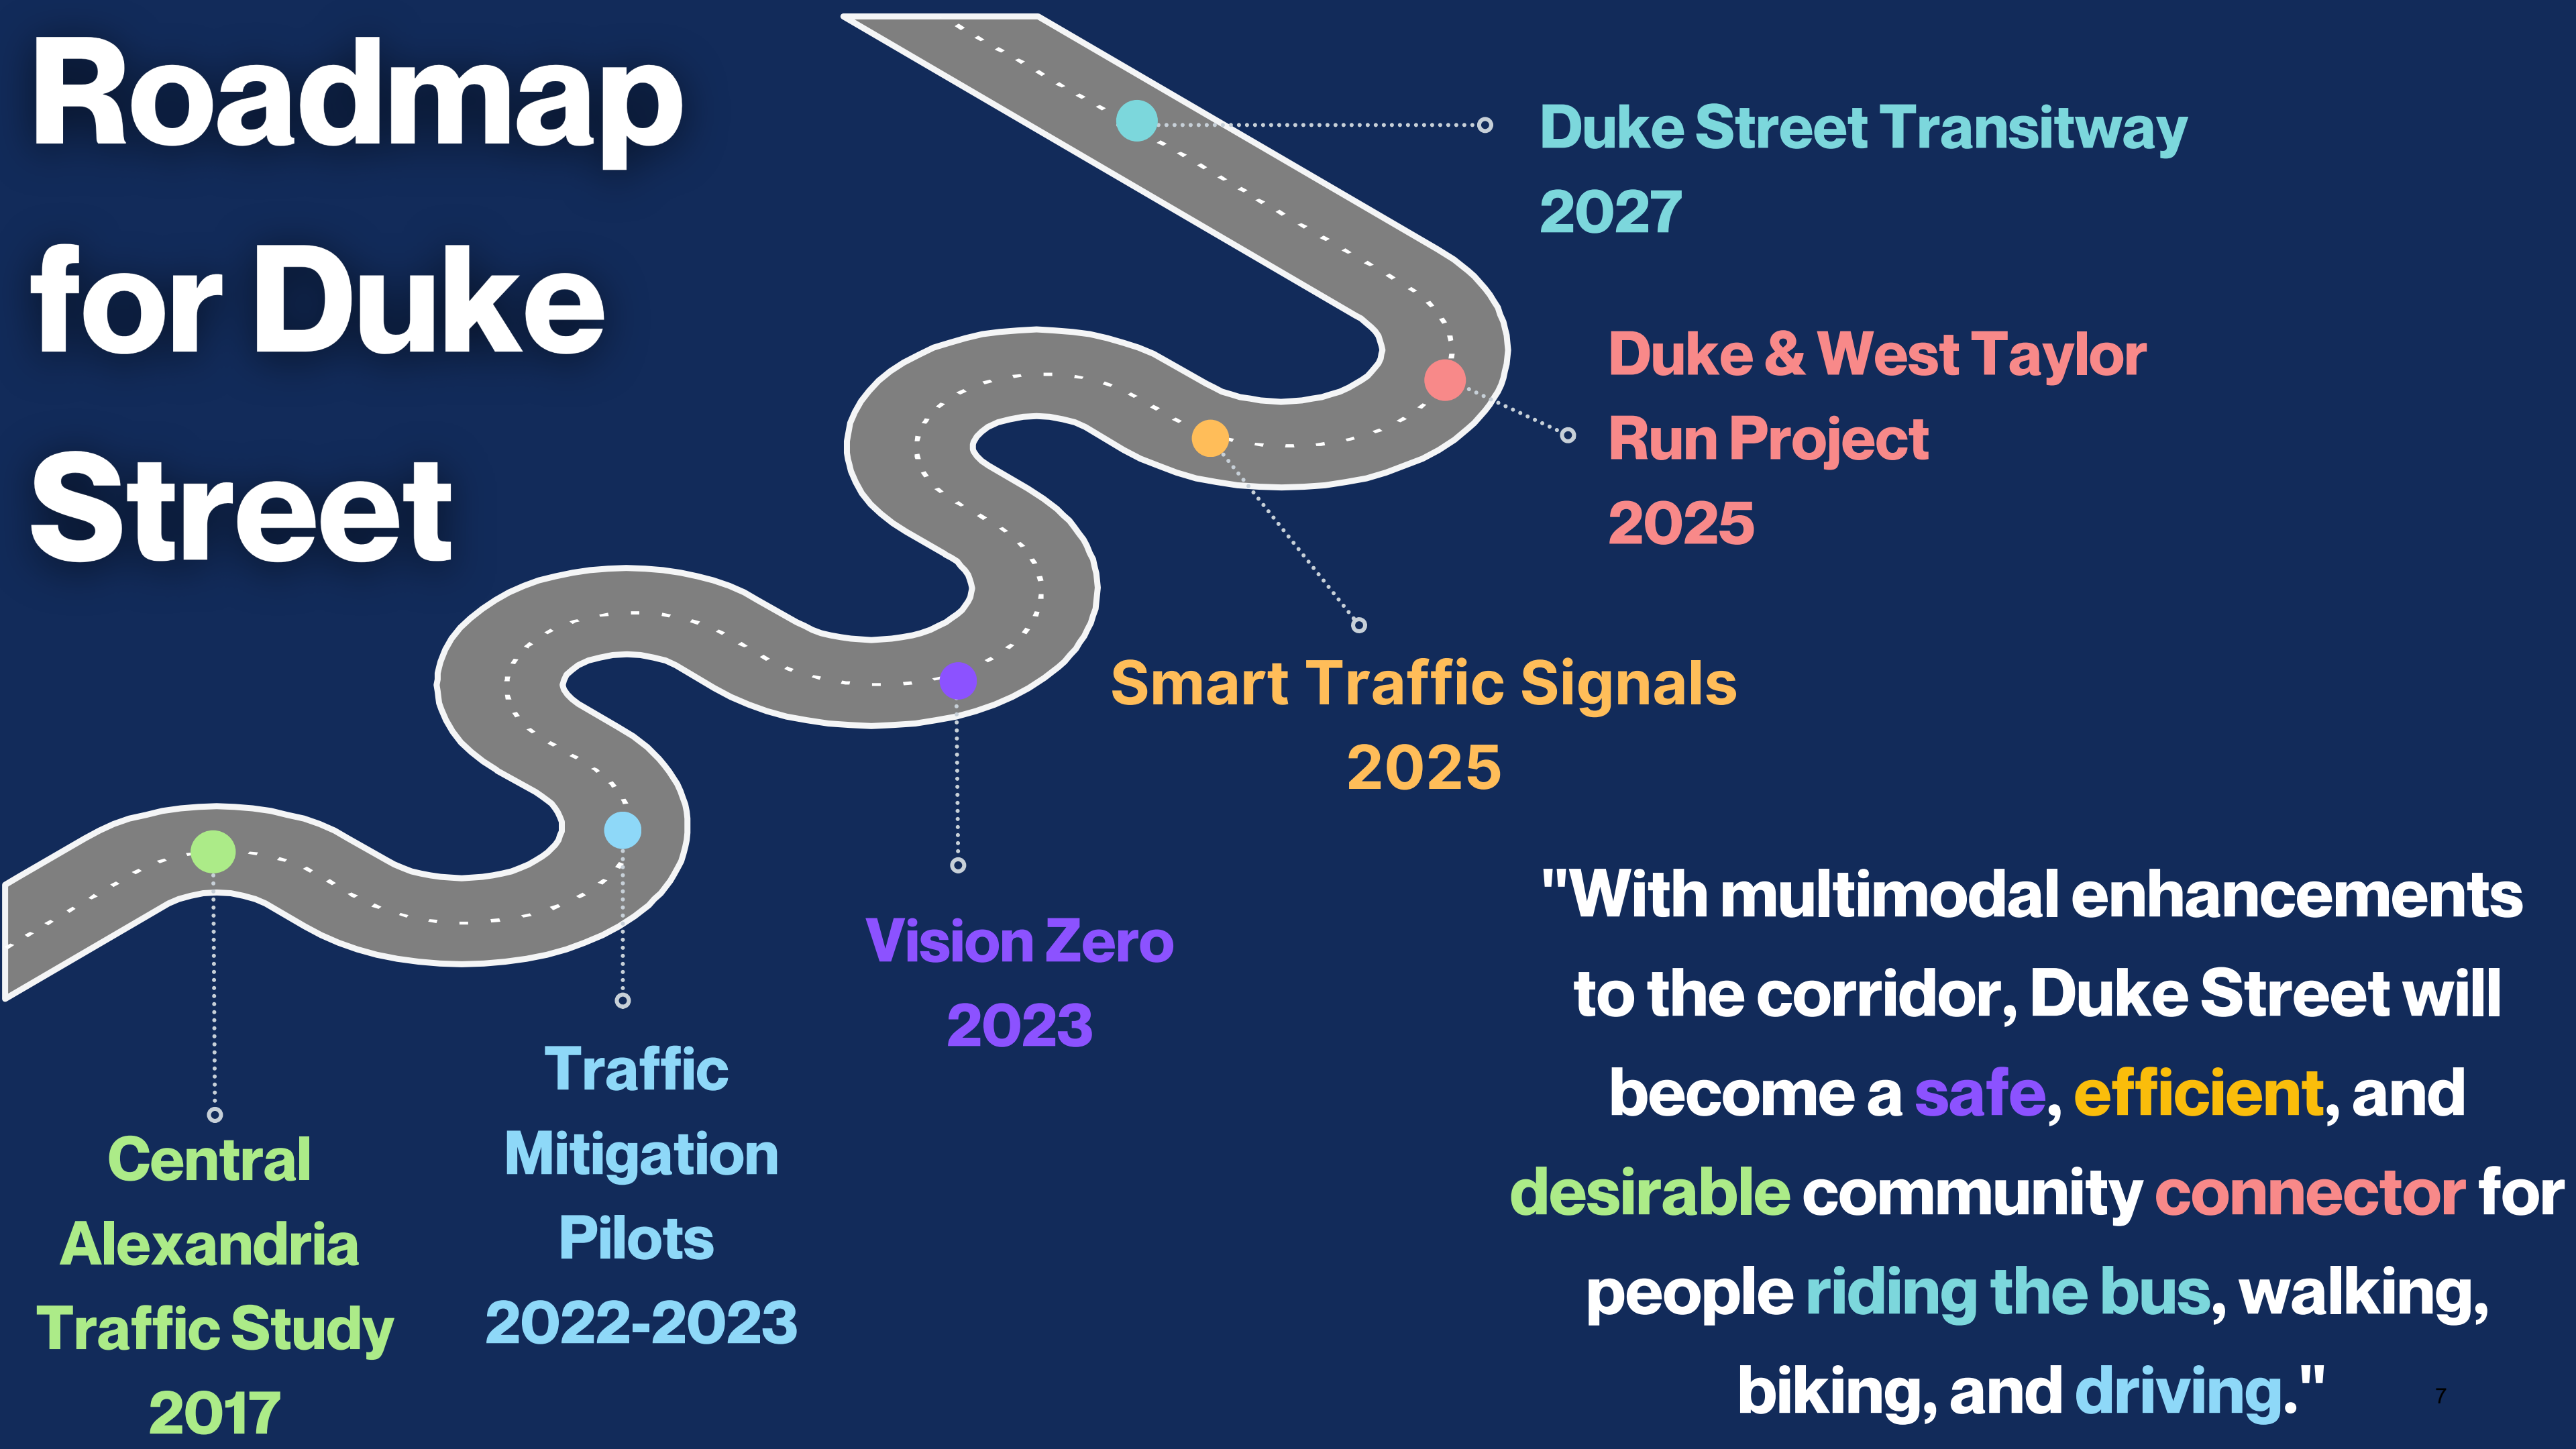 Roadmap
for Duke
Street
Duke Street Transitway
2027
Duke & West Taylor
Run Project
2025
Smart Traffic Signals
2025
Vision Zero
2023
Traffic
Mitigation
Pilots
2022-2023
Central
Alexandria
Traffic Study
2017
"With multimodal enhancements
to the corridor, Duke Street will
become a safe, efficient, and
desirable community connector for
people riding the bus, walking,
biking, and driving."
7